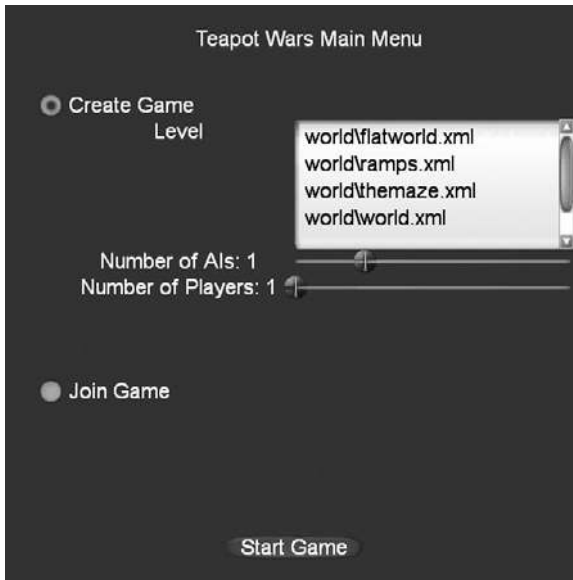 Teapot Wars Main Menu
Create Game
Level
world\flatworld.xml
world\ramps.xml
world\themaze.xml
world\world.xml
Number of AIs: 1
Number of Players: 1
Join Game
Start Game